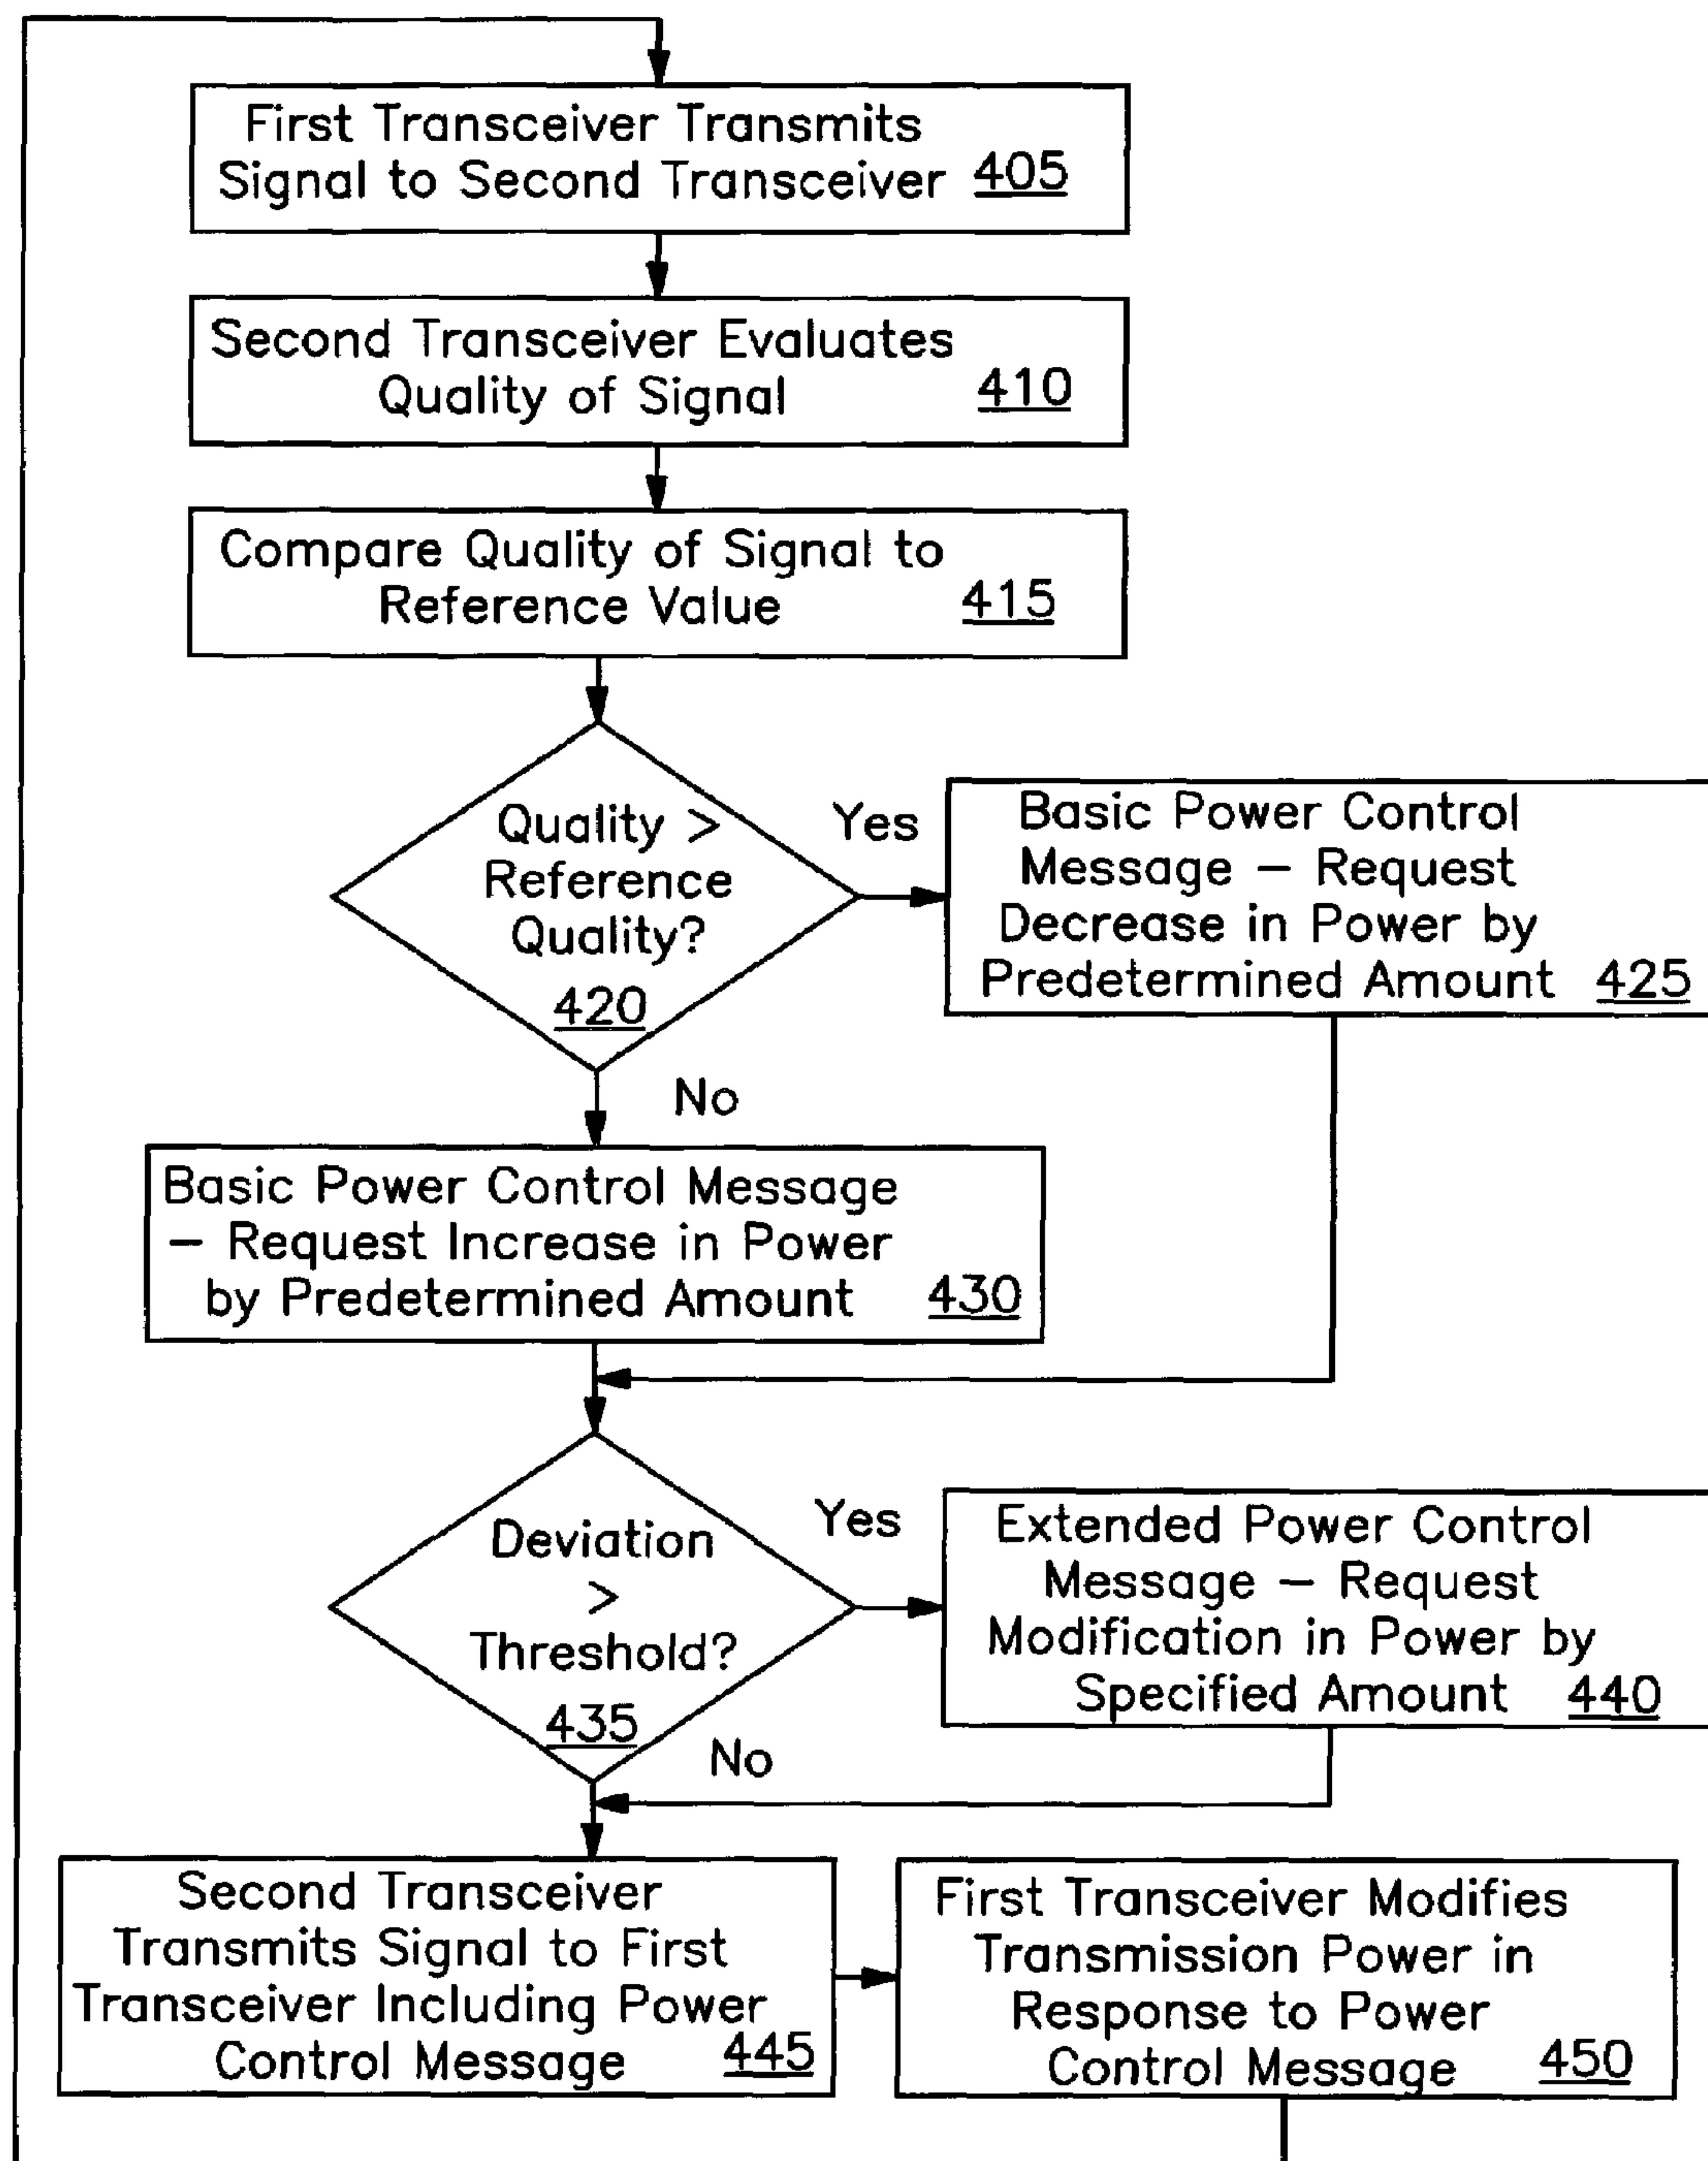 First Transceiver Transmits
Signal to Second Transceiver 405
Second Transceiver Evaluates
Quality of Signal 410
Compare Quality of Signal to
Reference Value 415
Quality >
Reference
Quality?
420
Yes
Basic Power Control
Message – Request
Decrease in Power by
Predetermined Amount 425
No
Basic Power Control Message
– Request Increase in Power
by Predetermined Amount 430
Deviation
>
Threshold?
435
Yes
Extended Power Control
Message – Request
Modification in Power by
Specified Amount 440
No
Second Transceiver
Transmits Signal to First
Transceiver Including Power
Control Message 445
First Transceiver Modifies
Transmission Power in
Response to Power
Control Message 450